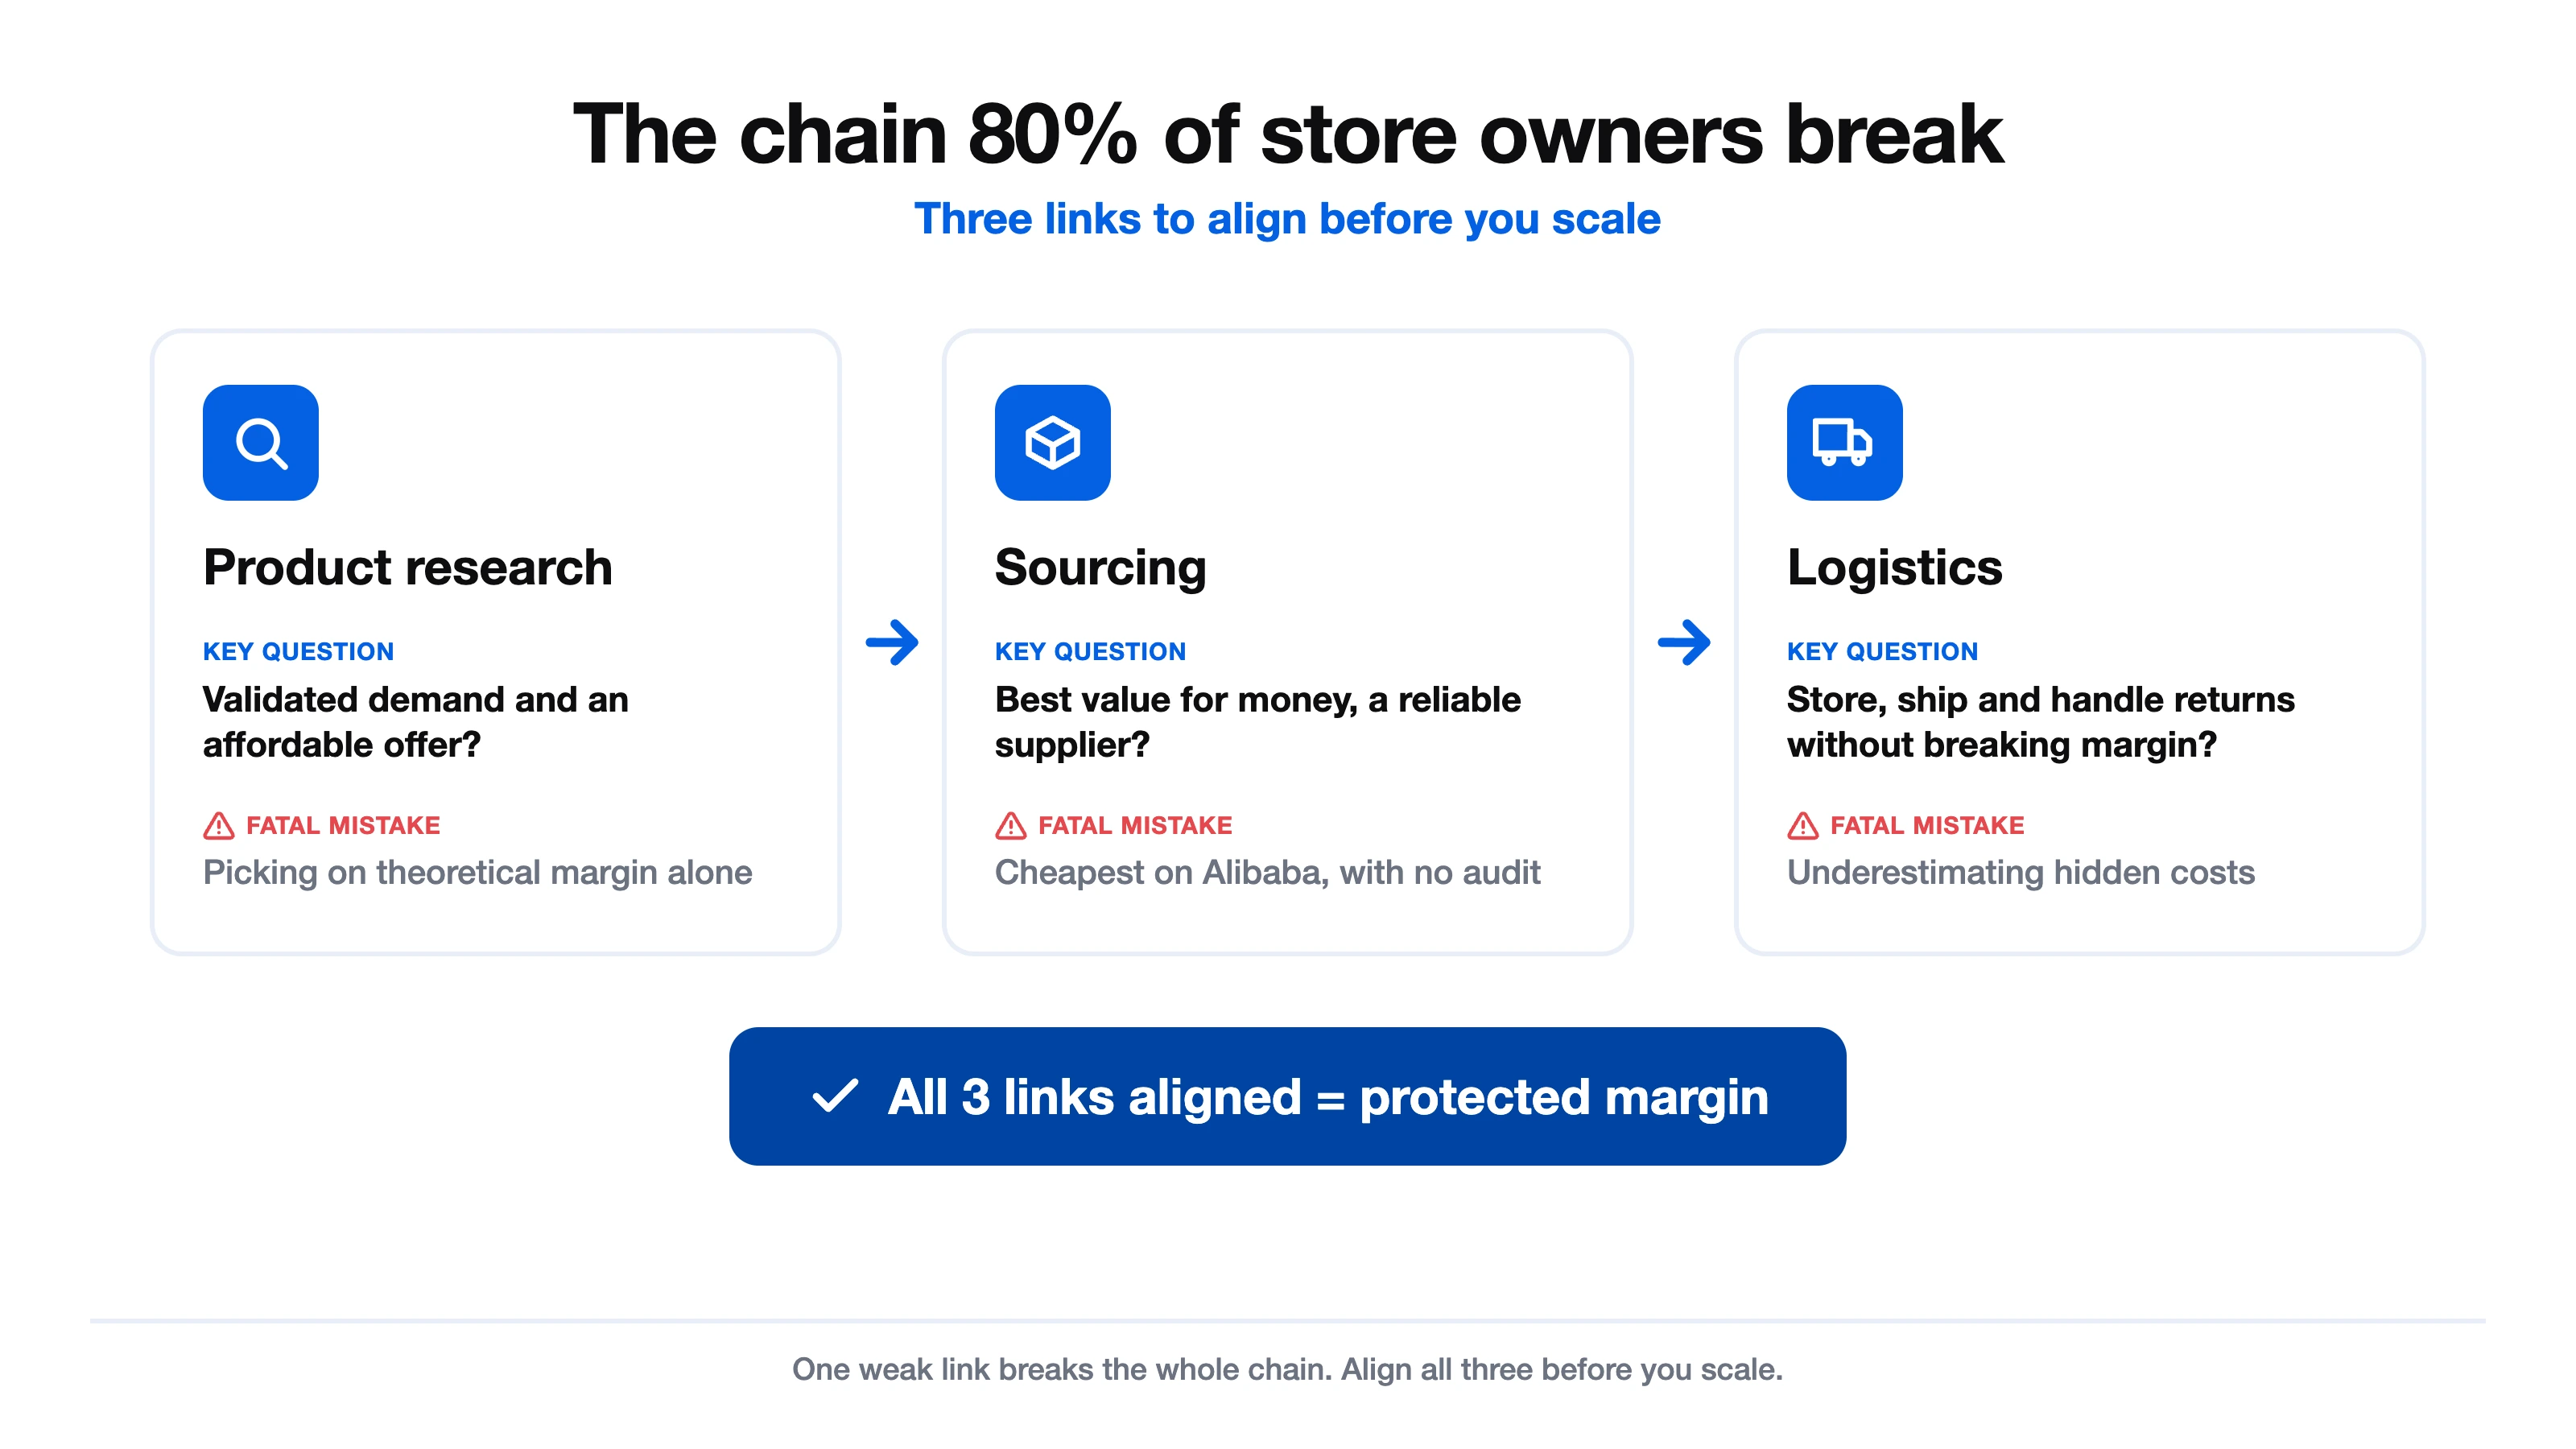 The chain 80% of store owners break
Three links to align before you scale
Product research
KEY QUESTION
Validated demand and an
affordable offer?
FATAL MISTAKE
Picking on theoretical margin alone
Sourcing
KEY QUESTION
Best value for money, a reliable
supplier?
FATAL MISTAKE
Cheapest on Alibaba, with no audit
Logistics
KEY QUESTION
Store, ship and handle returns
without breaking margin?
FATAL MISTAKE
Underestimating hidden costs
All 3 links aligned = protected margin
One weak link breaks the whole chain. Align all three before you scale.